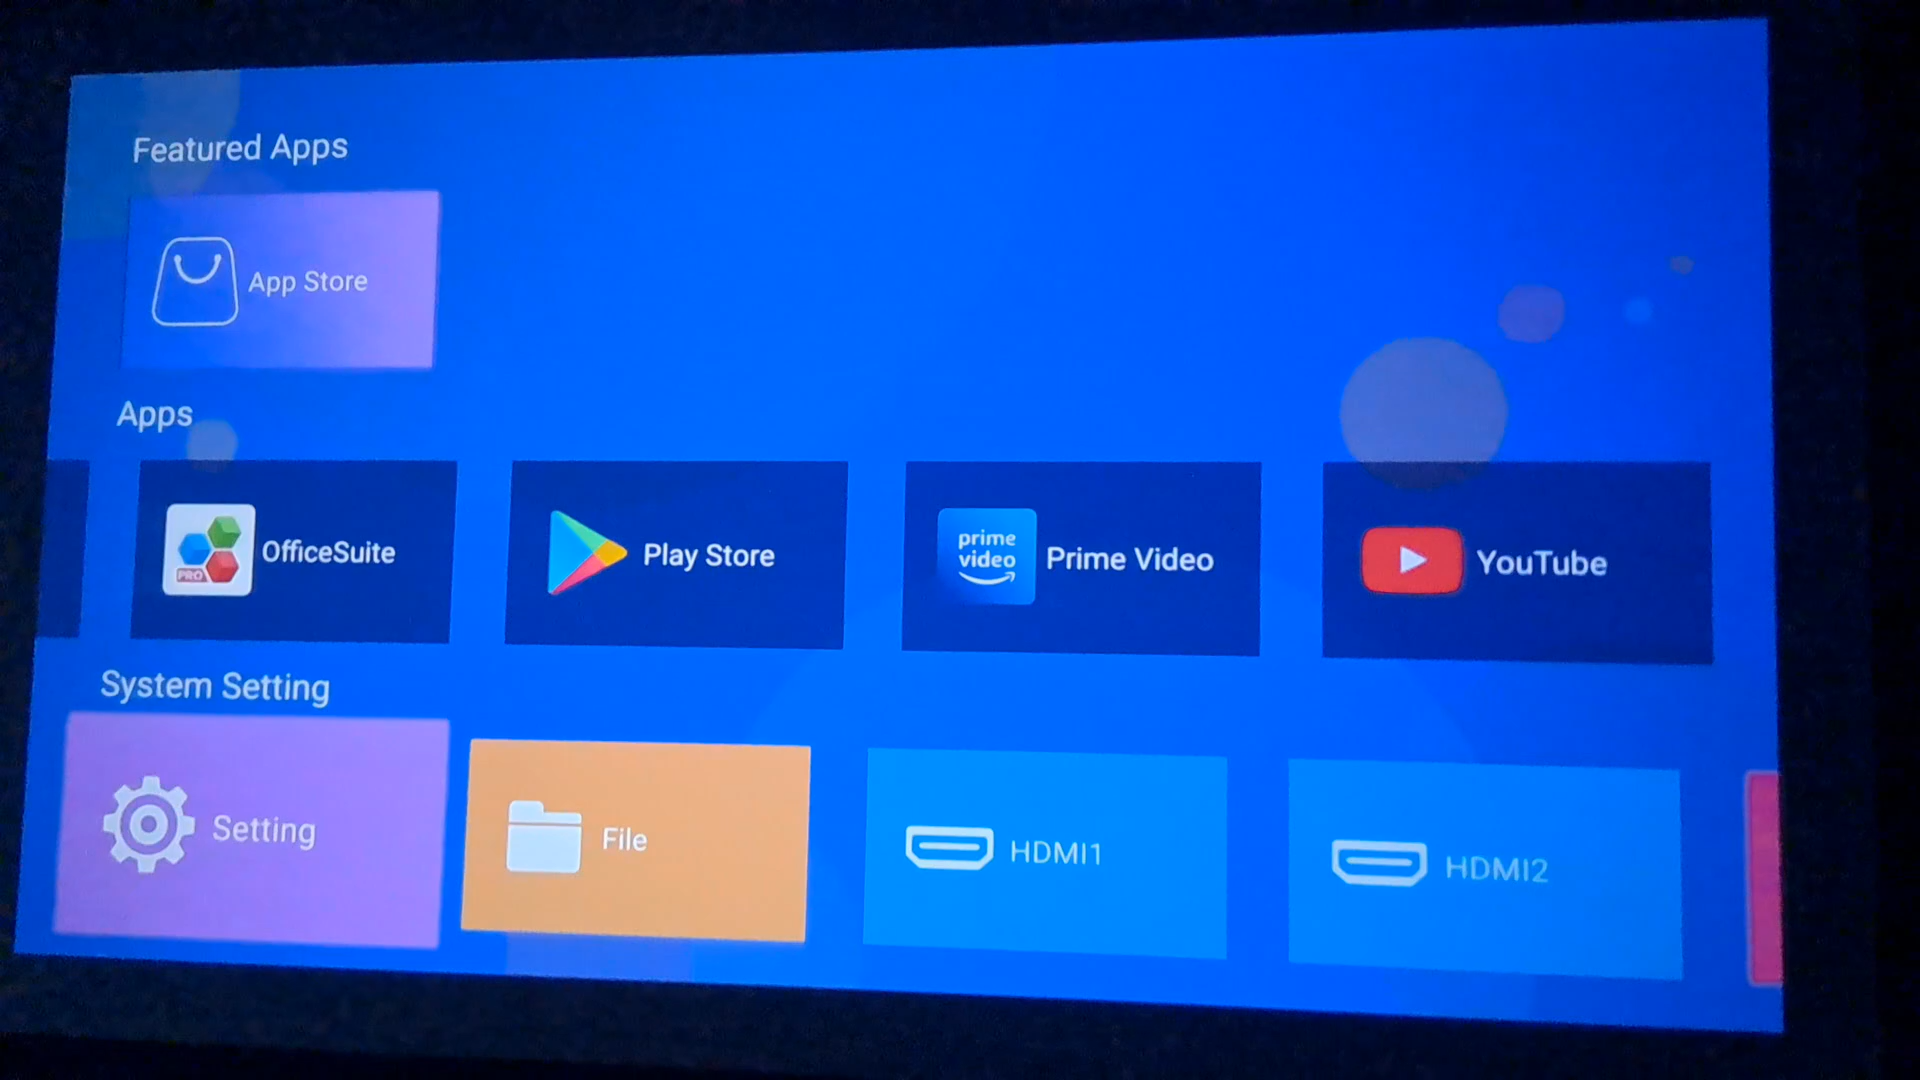 Featured Apps
App Store
Apps
PRO
OfficeSuite
Play Store
prime
video
Prime Video
YouTube
System Setting
Setting
File
HDMI1
HDMI2